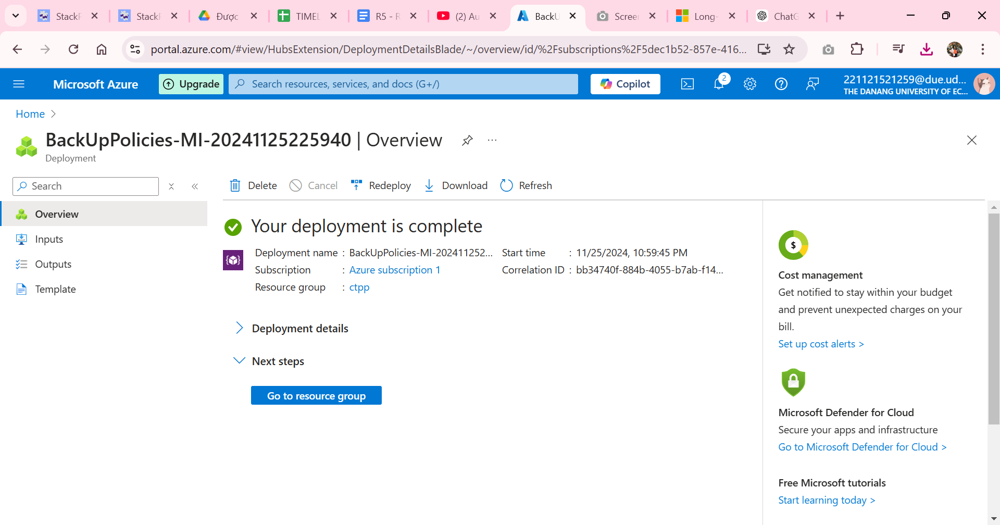 StackF
StackF
Được
TIMEL
R5 - R
(2) Au
BackU
Screer
Long-
ChatG
portal.azure.com/#view/HubsExtension/DeploymentDetailsBlade/~/overview/id/%2Fsubscriptions%2F5dec1b52-857e-416...
Microsoft Azure
Upgrade
Search resources, services, and docs (G+/)
Copilot
2
221121521259@due.ud...
THE DANANG UNIVERSITY OF EC...
Home
BackUpPolicies-MI-20241125225940 | Overview
Deployment
Search
Delete
Cancel
Redeploy
Download
Refresh
Overview
Inputs
Outputs
Template
Your deployment is complete
Deployment name : BackUpPolicies-MI-202411252...
Subscription : Azure subscription 1
Resource group : ctpp
Start time : 11/25/2024, 10:59:45 PM
Correlation ID : bb34740f-884b-4055-b7ab-f14...
Deployment details
Next steps
Go to resource group
$
Cost management
Get notified to stay within your budget
and prevent unexpected charges on your
bill.
Set up cost alerts >
Microsoft Defender for Cloud
Secure your apps and infrastructure
Go to Microsoft Defender for Cloud >
Free Microsoft tutorials
Start learning today >